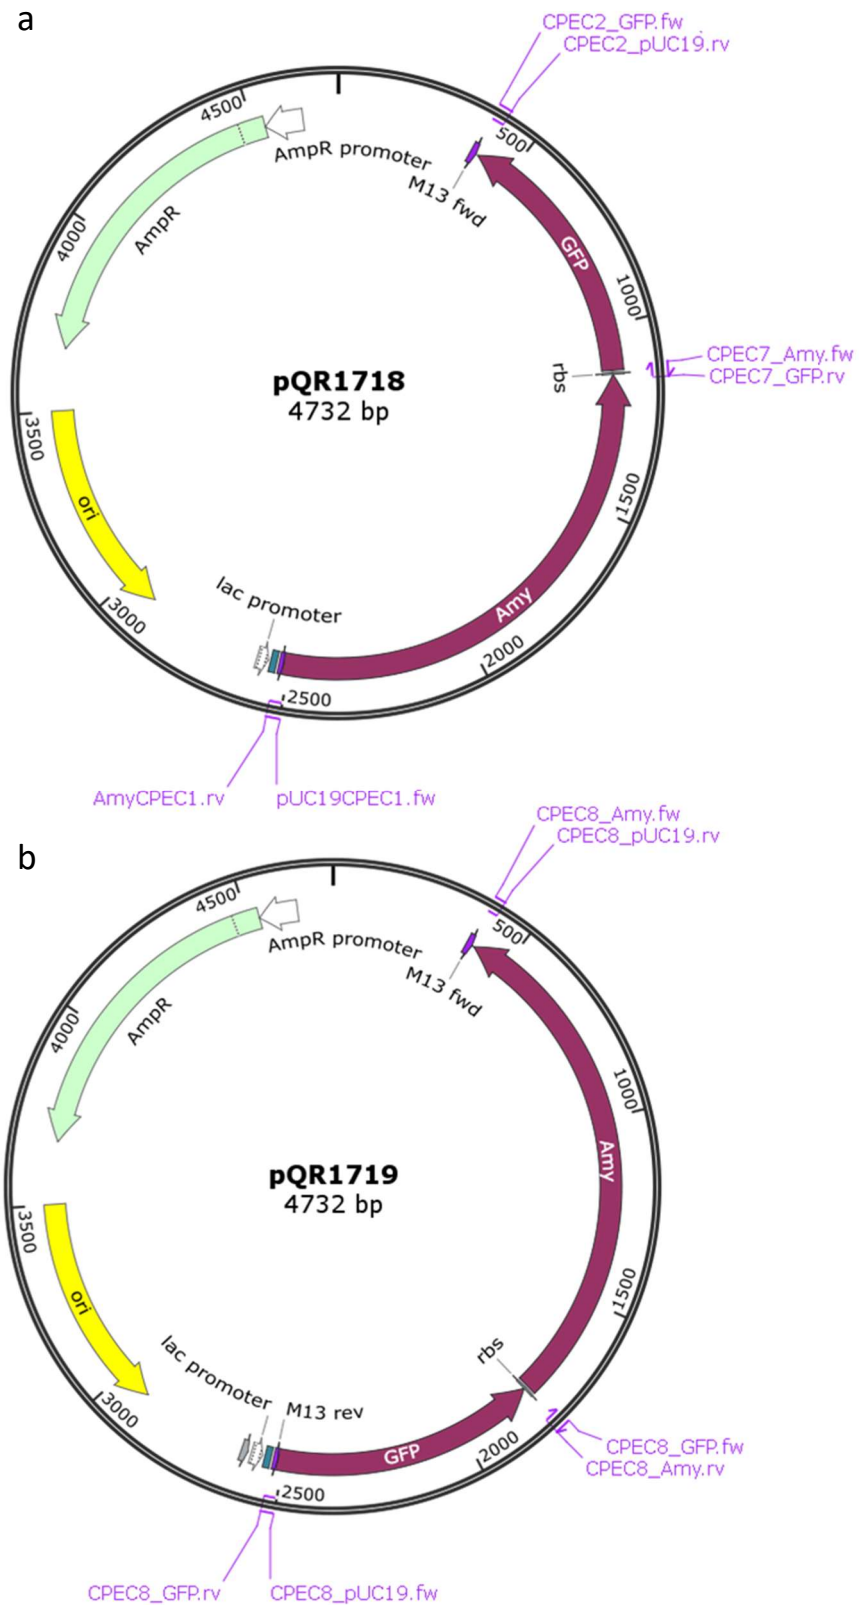 a
CPEC2_GFP.fw
CPEC2_pUC19.rv
4500
AmpR promoter
500
M13 fwd
4000
AmpR
GFP
1000
CPEC7_Amy.fw
CPEC7_GFP.rv
rbs
pQR1718
4732 bp
3500
ori
1500
3000
lac promoter
Amy
2000
2500
AmyCPEC1.rv
pUC19CPEC1.fw
b
CPEC8_Amy.fw
CPEC8_pUC19.rv
4500
AmpR promoter
500
M13 fwd
4000
AmpR
1000
Amy
pQR1719
4732 bp
3500
ori
1500
rbs
3000
lac promoter
M13 rev
GFP
2000
CPEC8_GFP.fw
CPEC8_Amy.rv
2500
CPEC8_GFP.rv
CPEC8_pUC19.fw